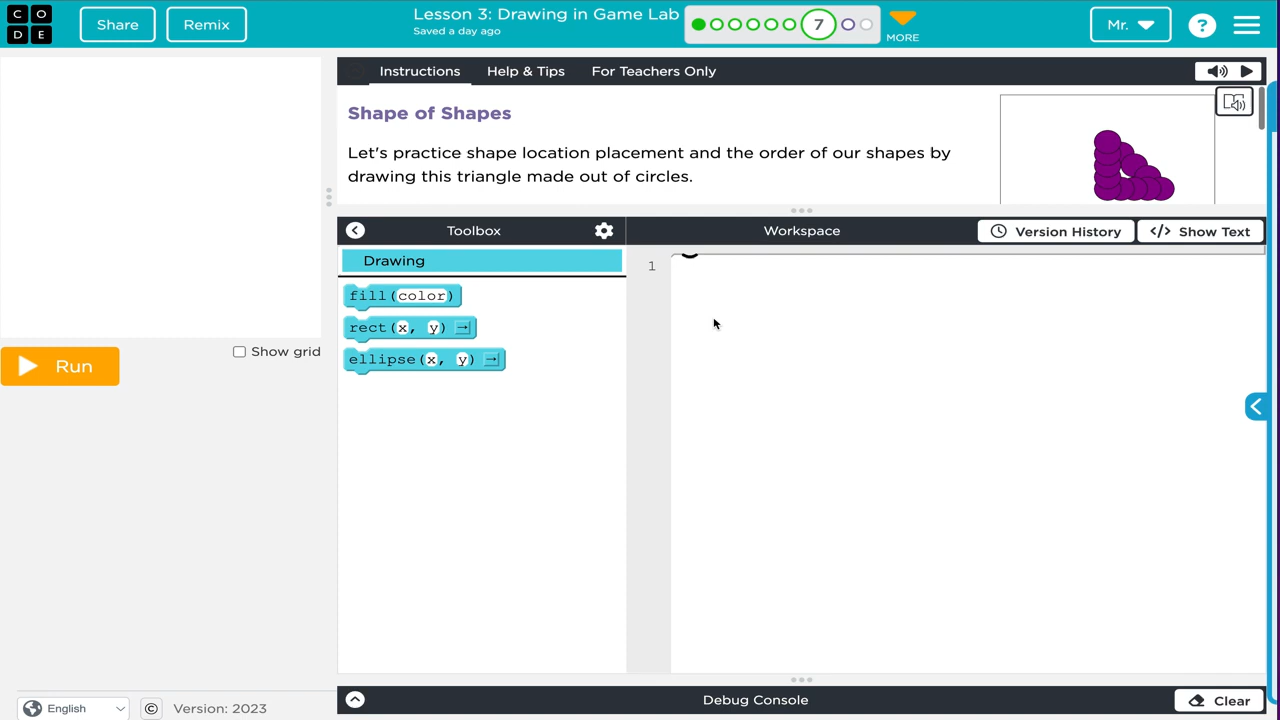 C O
D E
Share
Remix
Lesson 3: Drawing in Game Lab
Saved a day ago
7
MORE
Mr.
?
Instructions
Help & Tips
For Teachers Only
Shape of Shapes
Let's practice shape location placement and the order of our shapes by
drawing this triangle made out of circles.
Toolbox
Workspace
Version History
</> Show Text
Drawing
1
fill(color)
rect(x, y)
ellipse(x, y)
Run
Show grid
English
©
Version: 2023
Debug Console
Clear